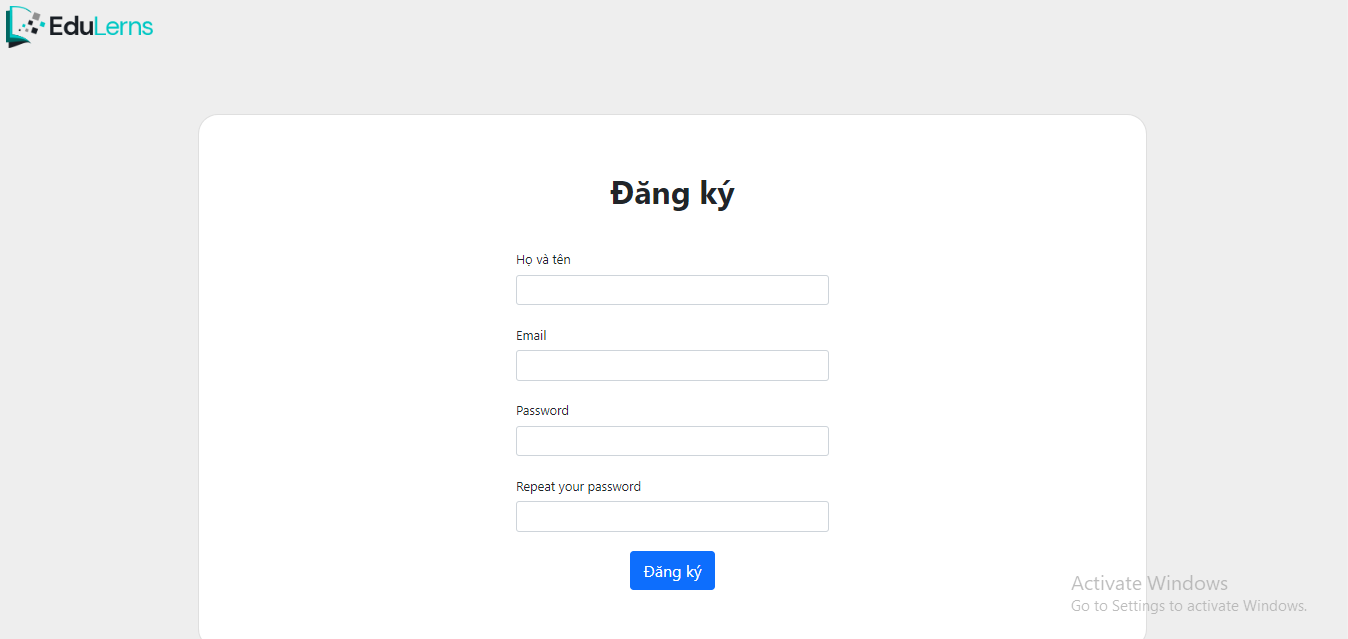 EduLerns
Đăng ký
Họ và tên
Email
Password
Repeat your password
Đăng ký
Activate Windows
Go to Settings to activate Windows.